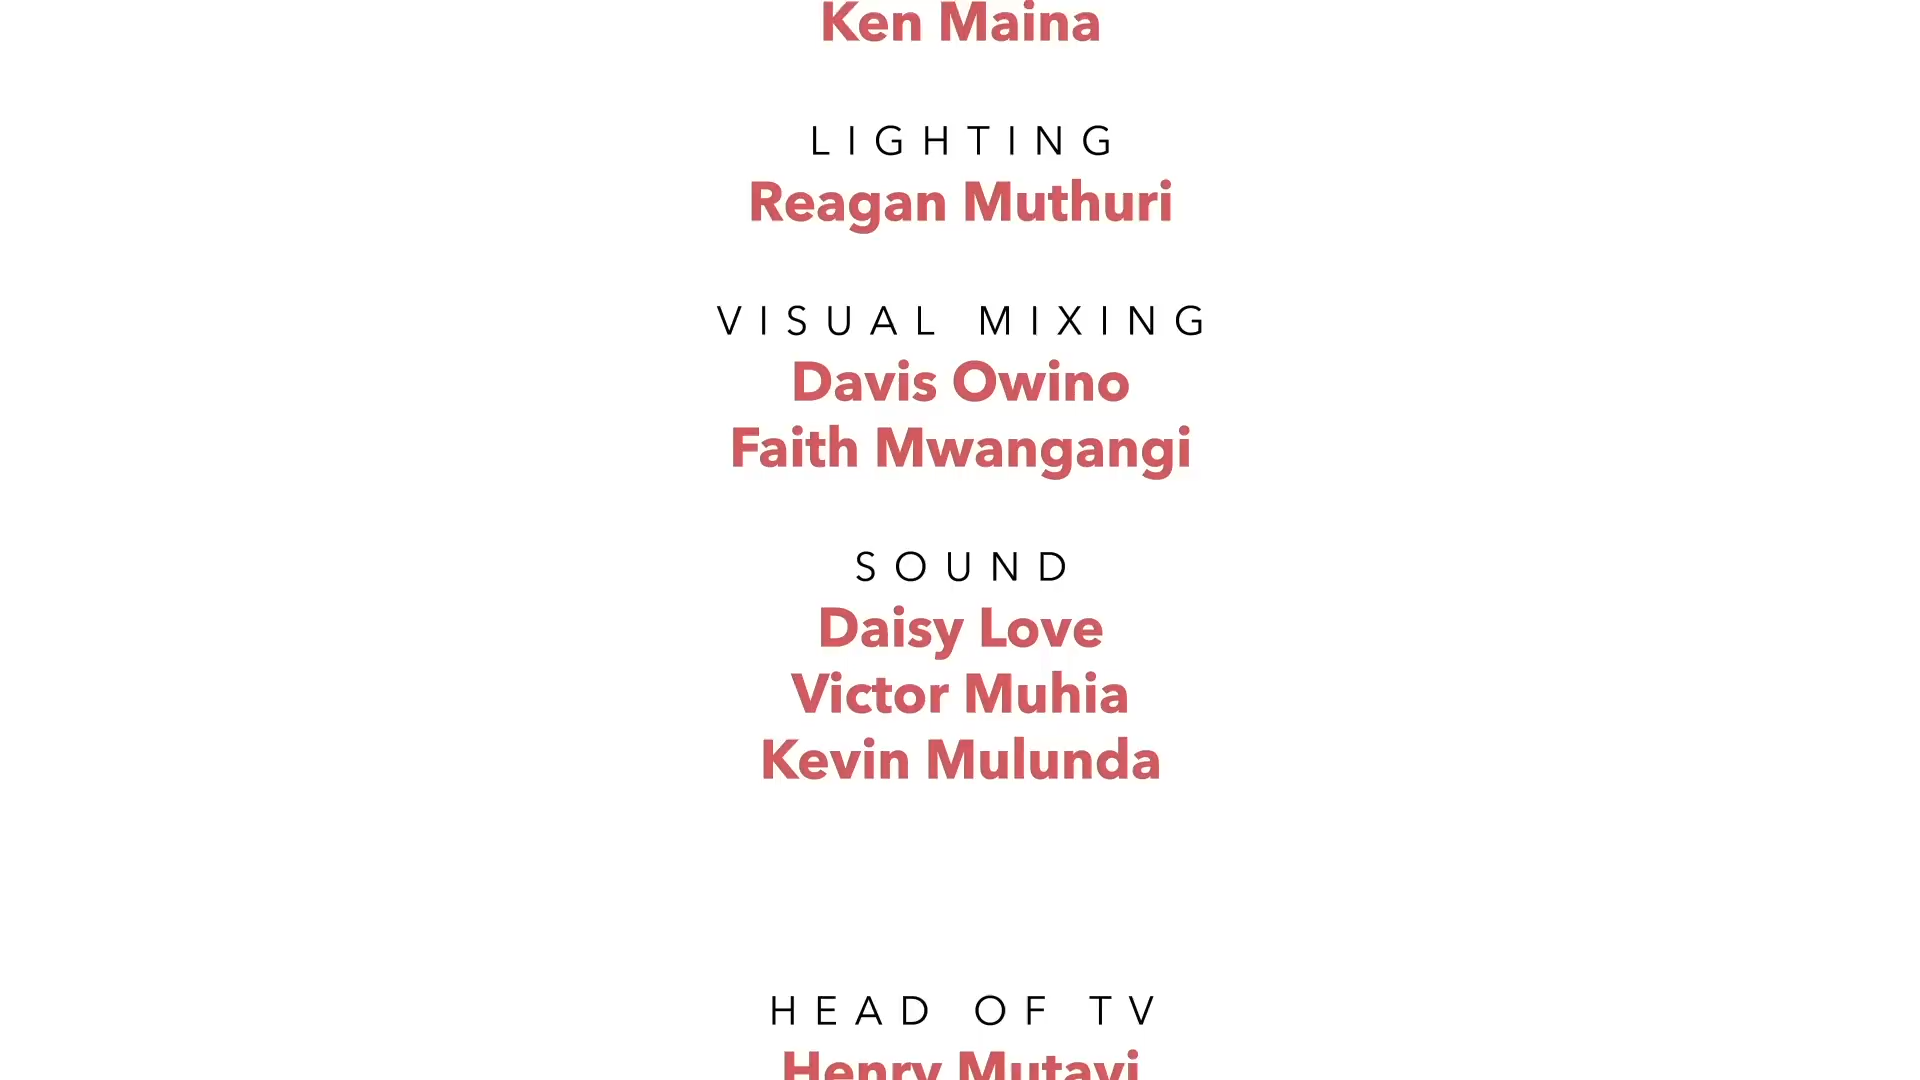 Ken Maina
LIGHTING
Reagan Muthuri
VISUAL MIXING
Davis Owino
Faith Mwangangi
SOUND
Daisy Love
Victor Muhia
Kevin Mulunda
HEAD OF TV
Henry